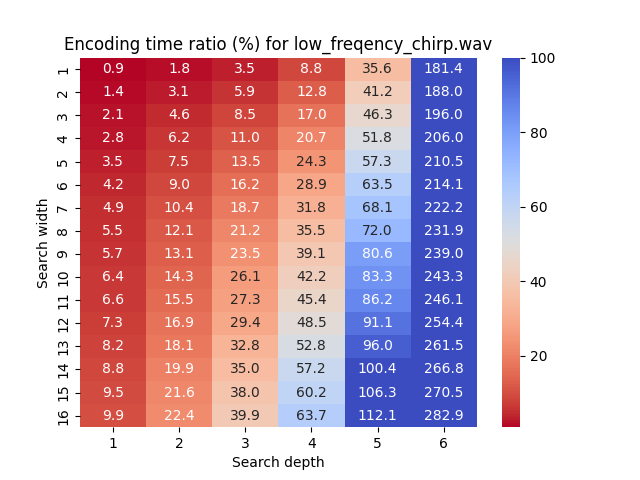 Encoding time ratio (%) for low_freqency_chirp.wav
1 0.9 1.8 3.5 8.8 35.6 181.4
2 1.4 3.1 5.9 12.8 41.2 188.0
3 2.1 4.6 8.5 17.0 46.3 196.0
4 2.8 6.2 11.0 20.7 51.8 206.0
5 3.5 7.5 13.5 24.3 57.3 210.5
6 4.2 9.0 16.2 28.9 63.5 214.1
7 4.9 10.4 18.7 31.8 68.1 222.2
8 5.5 12.1 21.2 35.5 72.0 231.9
9 5.7 13.1 23.5 39.1 80.6 239.0
10 6.4 14.3 26.1 42.2 83.3 243.3
11 6.6 15.5 27.3 45.4 86.2 246.1
12 7.3 16.9 29.4 48.5 91.1 254.4
13 8.2 18.1 32.8 52.8 96.0 261.5
14 8.8 19.9 35.0 57.2 100.4 266.8
15 9.5 21.6 38.0 60.2 106.3 270.5
16 9.9 22.4 39.9 63.7 112.1 282.9
1 2 3 4 5 6
Search depth
Search width
100
80
60
40
20